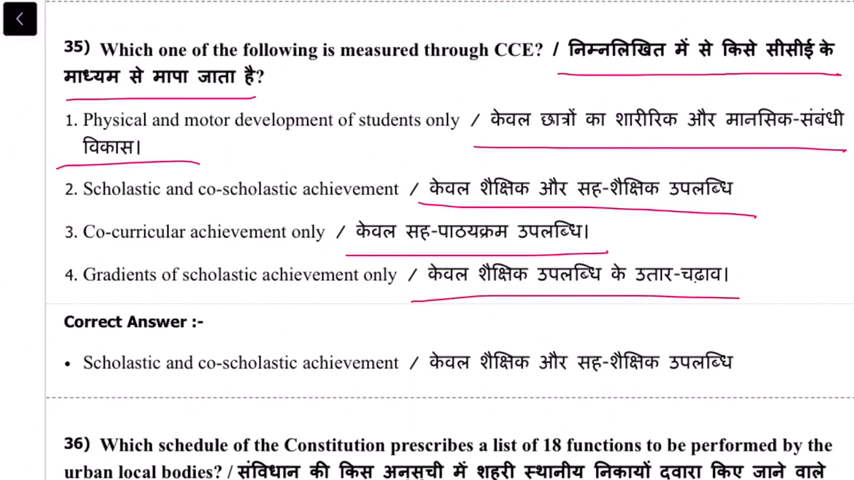 35) Which one of the following is measured through CCE? / निम्नलिखित में से किसे सीसीई के
माध्यम से मापा जाता है?
1. Physical and motor development of students only / केवल छात्रों का शारीरिक और मानसिक-संबंधी
विकास।
2. Scholastic and co-scholastic achievement / केवल शैक्षिक और सह-शैक्षिक उपलब्धि
3. Co-curricular achievement only / केवल सह-पाठयक्रम उपलब्धि।
4. Gradients of scholastic achievement only / केवल शैक्षिक उपलब्धि के उतार-चढ़ाव।
Correct Answer :-
• Scholastic and co-scholastic achievement / केवल शैक्षिक और सह-शैक्षिक उपलब्धि
36) Which schedule of the Constitution prescribes a list of 18 functions to be performed by the
urban local bodies? / संविधान की किस अनुसूची में शहरी स्थानीय निकायों द्वारा किए जाने वाले